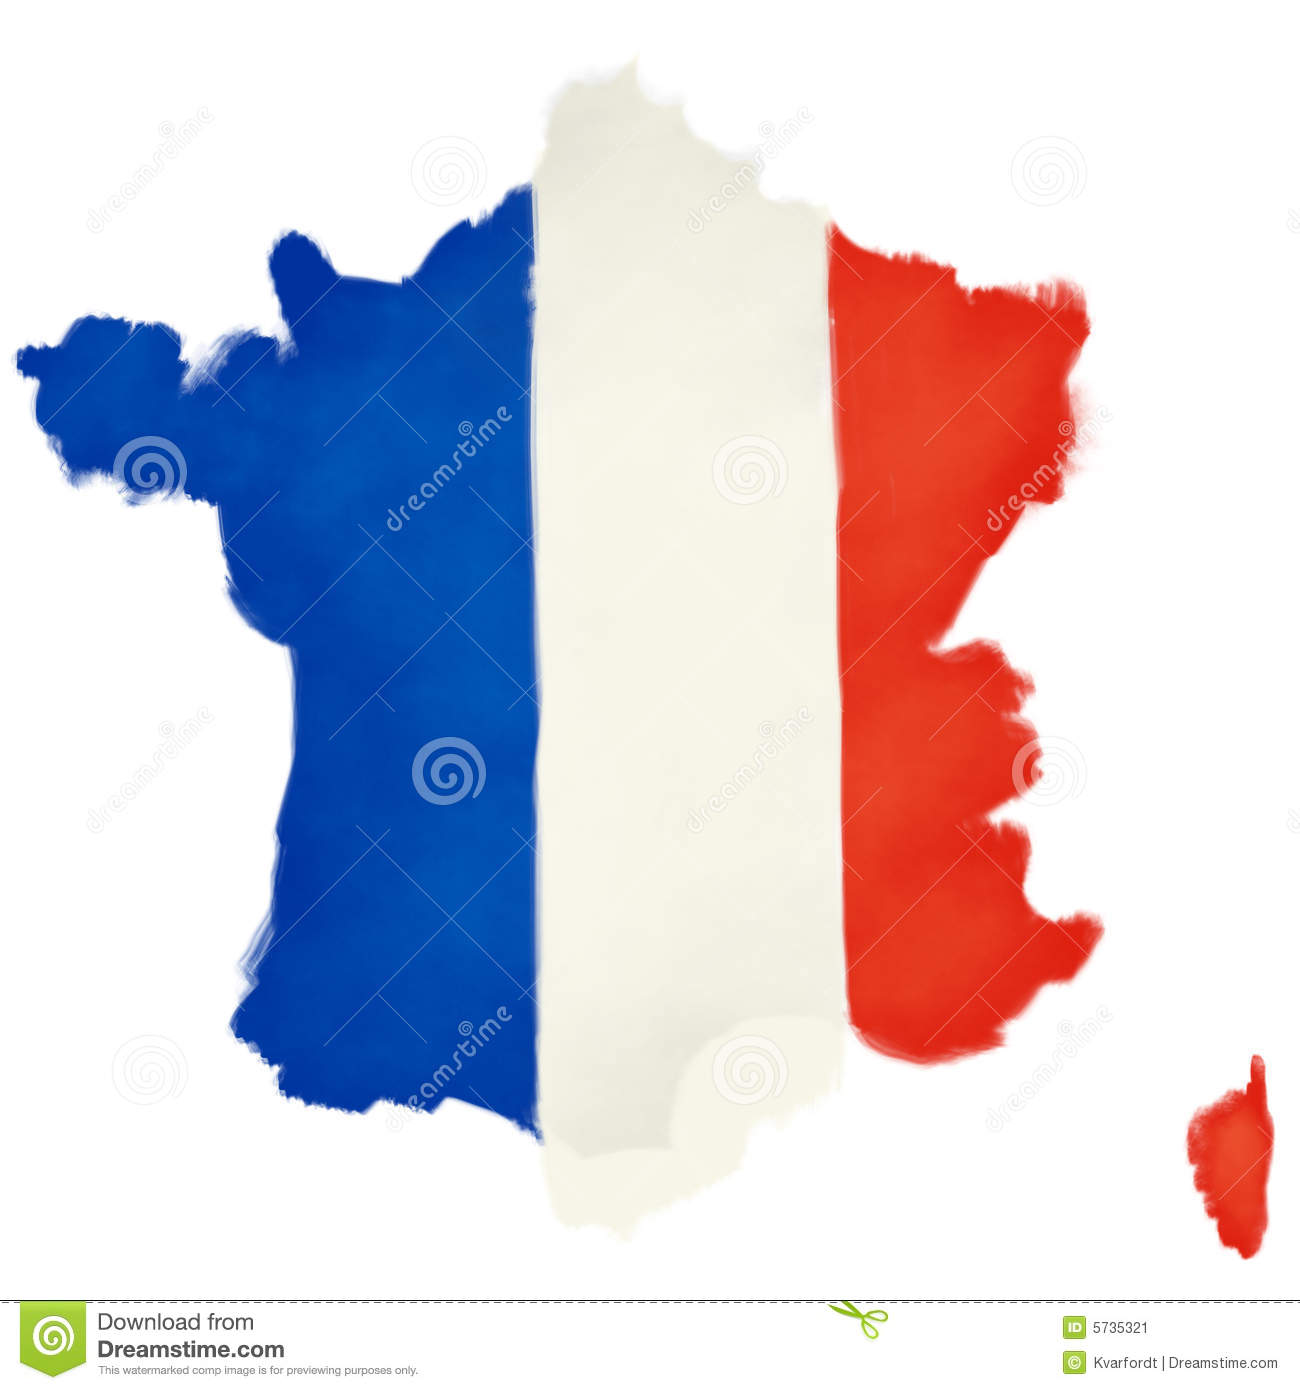 dreamstime
dreamstime
dreamstime
dreamstime
dreamstime
dreamstime
dreamstime
dreamstime
Download from
Dreamstime.com
This watermarked comp image is for previewing purposes only.
ID 5735321
© Kvarfordt | Dreamstime.com